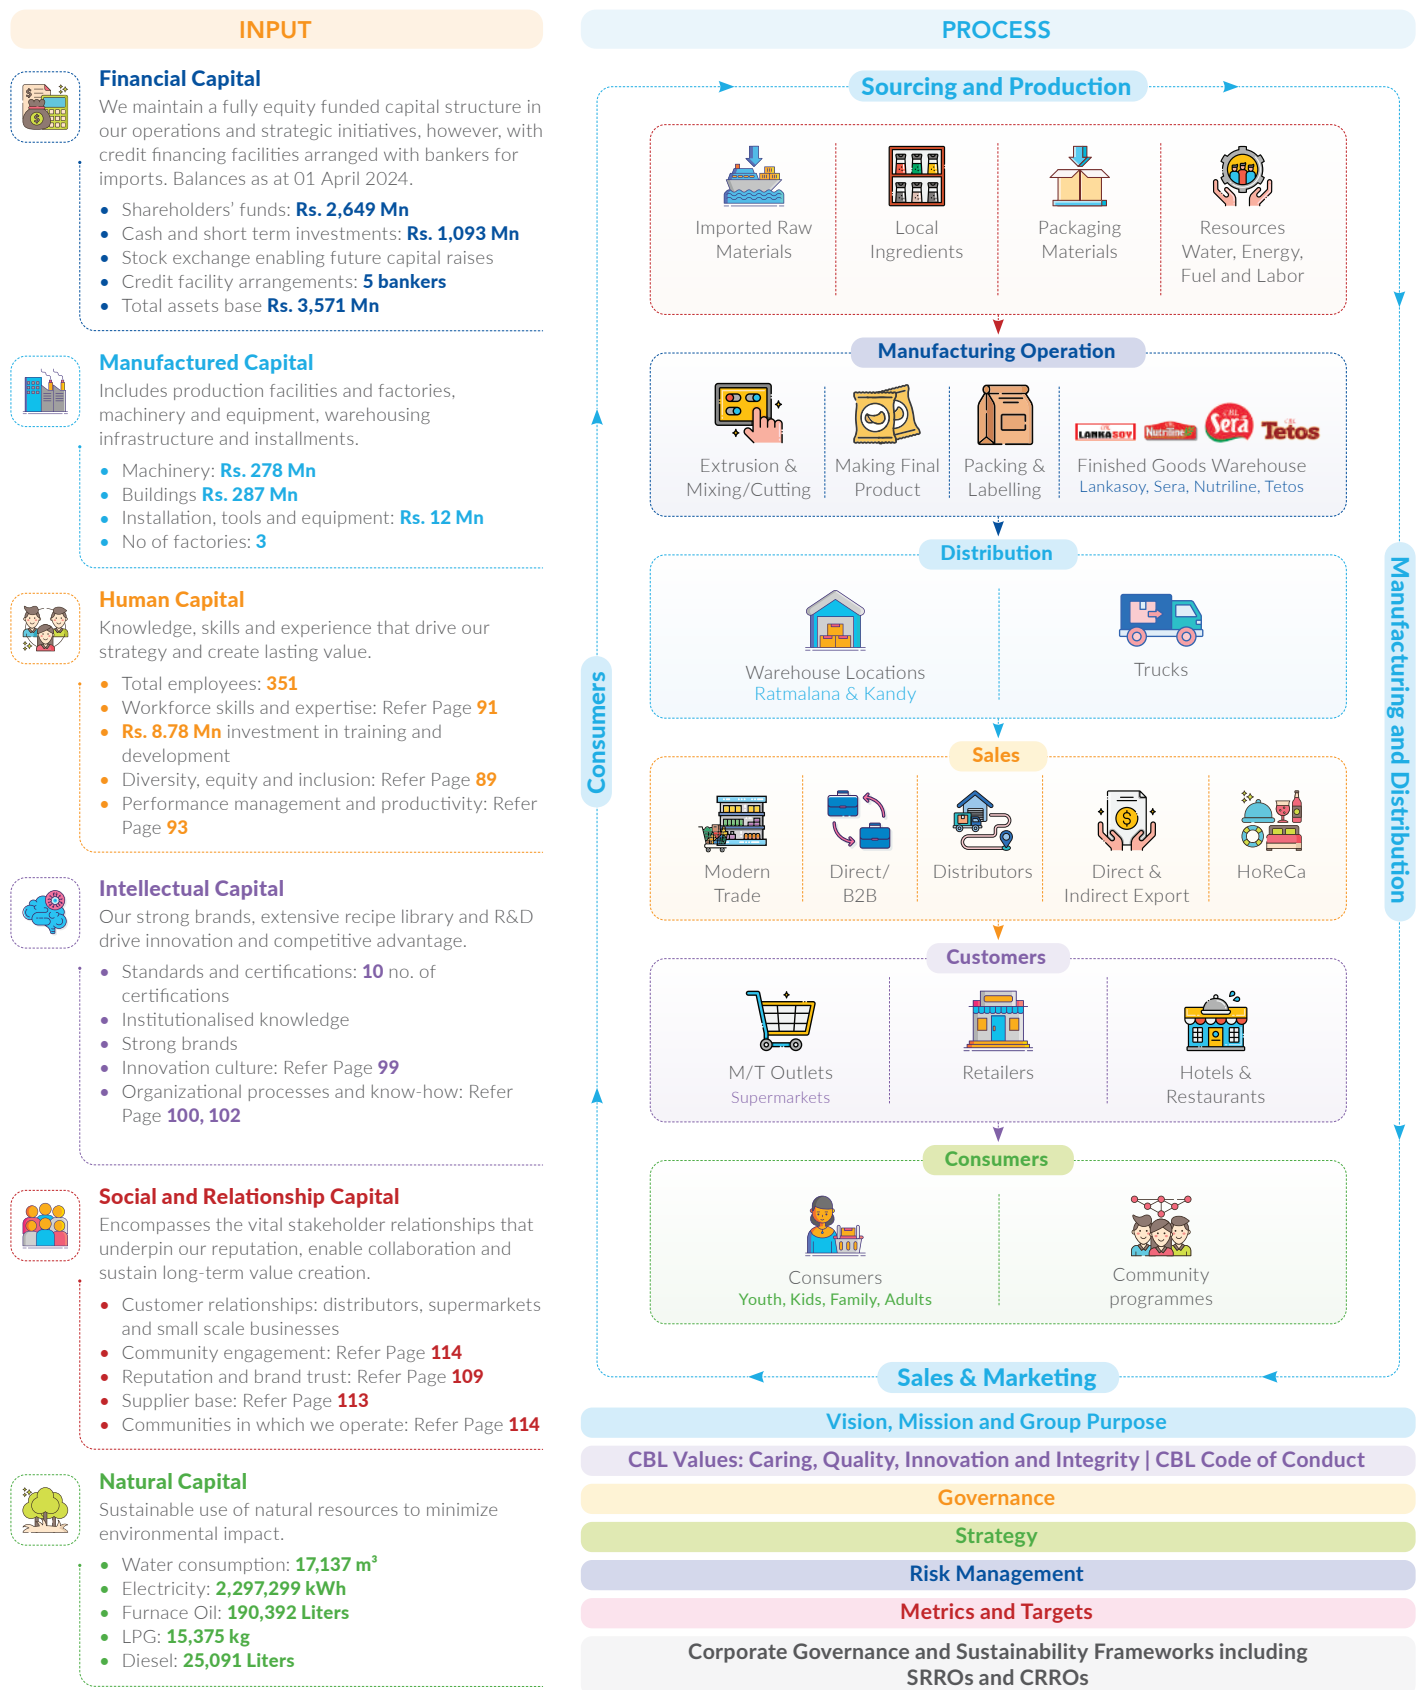 INPUT
Financial Capital
We maintain a fully equity funded capital structure in
our operations and strategic initiatives, however, with
credit financing facilities arranged with bankers for
imports. Balances as at 01 April 2024.
• Shareholders’ funds: Rs. 2,649 Mn
• Cash and short term investments: Rs. 1,093 Mn
• Stock exchange enabling future capital raises
• Credit facility arrangements: 5 bankers
• Total assets base Rs. 3,571 Mn
Manufactured Capital
Includes production facilities and factories,
machinery and equipment, warehousing
infrastructure and installments.
• Machinery: Rs. 278 Mn
• Buildings Rs. 287 Mn
• Installation, tools and equipment: Rs. 12 Mn
• No of factories: 3
Human Capital
Knowledge, skills and experience that drive our
strategy and create lasting value.
• Total employees: 351
• Workforce skills and expertise: Refer Page 91
• Rs. 8.78 Mn investment in training and
development
• Diversity, equity and inclusion: Refer Page 89
• Performance management and productivity: Refer
Page 93
Intellectual Capital
Our strong brands, extensive recipe library and R&D
drive innovation and competitive advantage.
• Standards and certifications: 10 no. of
certifications
• Institutionalised knowledge
• Strong brands
• Innovation culture: Refer Page 99
• Organizational processes and know-how: Refer
Page 100, 102
Social and Relationship Capital
Encompasses the vital stakeholder relationships that
underpin our reputation, enable collaboration and
sustain long-term value creation.
• Customer relationships: distributors, supermarkets
and small scale businesses
• Community engagement: Refer Page 114
• Reputation and brand trust: Refer Page 109
• Supplier base: Refer Page 113
• Communities in which we operate: Refer Page 114
Natural Capital
Sustainable use of natural resources to minimize
environmental impact.
• Water consumption: 17,137 m³
• Electricity: 2,297,299 kWh
• Furnace Oil: 190,392 Liters
• LPG: 15,375 kg
• Diesel: 25,091 Liters
PROCESS
Sourcing and Production
Imported Raw
Materials
Local
Ingredients
Packaging
Materials
Resources
Water, Energy,
Fuel and Labor
Manufacturing Operation
Extrusion &
Mixing/Cutting
Making Final
Product
Packing &
Labelling
LANKASOY
Nutriline
CBL
Sera
Tetos
Finished Goods Warehouse
Lankasoy, Sera, Nutriline, Tetos
Distribution
Warehouse Locations
Ratmalana & Kandy
Trucks
Sales
Modern
Trade
Direct/
B2B
Distributors
Direct &
Indirect Export
HoReCa
Customers
M/T Outlets
Supermarkets
Retailers
Hotels &
Restaurants
Consumers
Consumers
Youth, Kids, Family, Adults
Community
programmes
Manufacturing and Distribution
Sales & Marketing
Consumers
Vision, Mission and Group Purpose
CBL Values: Caring, Quality, Innovation and Integrity | CBL Code of Conduct
Governance
Strategy
Risk Management
Metrics and Targets
Corporate Governance and Sustainability Frameworks including
SRROs and CRROs